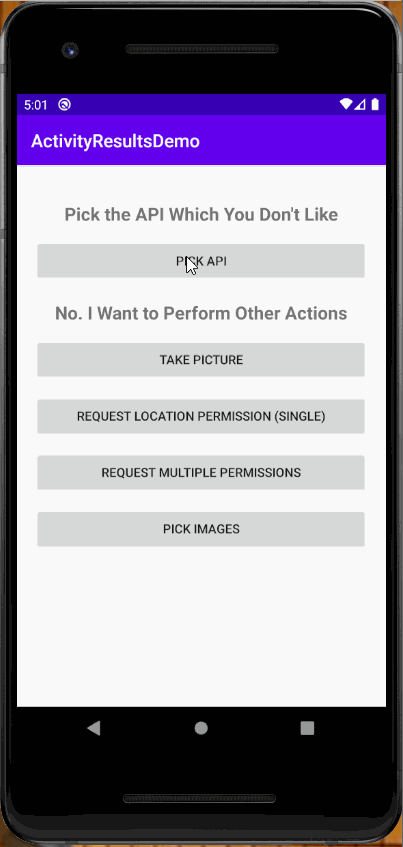 5:01
ActivityResultsDemo
Pick the API Which You Don't Like
PICK API
No. I Want to Perform Other Actions
TAKE PICTURE
REQUEST LOCATION PERMISSION (SINGLE)
REQUEST MULTIPLE PERMISSIONS
PICK IMAGES